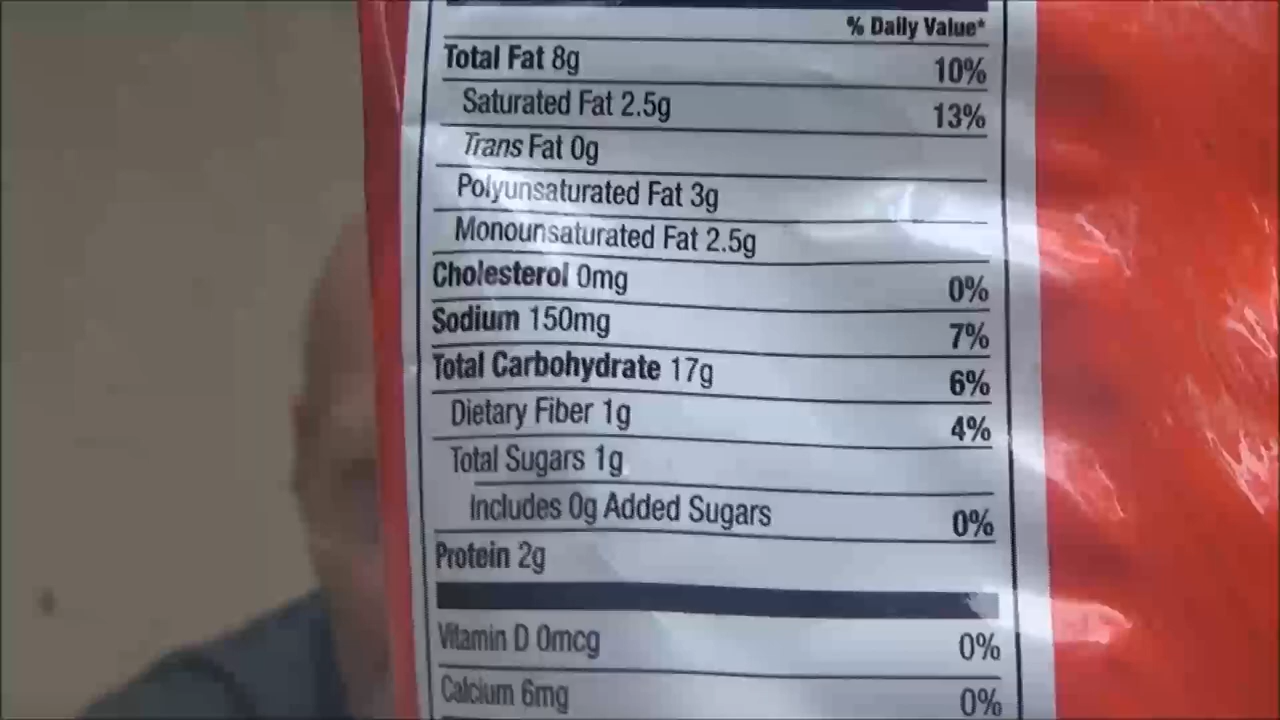 % Daily Value*
Total Fat 8g 10%
Saturated Fat 2.5g 13%
Trans Fat 0g
Polyunsaturated Fat 3g
Monounsaturated Fat 2.5g
Cholesterol 0mg 0%
Sodium 150mg 7%
Total Carbohydrate 17g 6%
Dietary Fiber 1g 4%
Total Sugars 1g
Includes 0g Added Sugars 0%
Protein 2g
Vitamin D 0mcg 0%
Calcium 6mg 0%